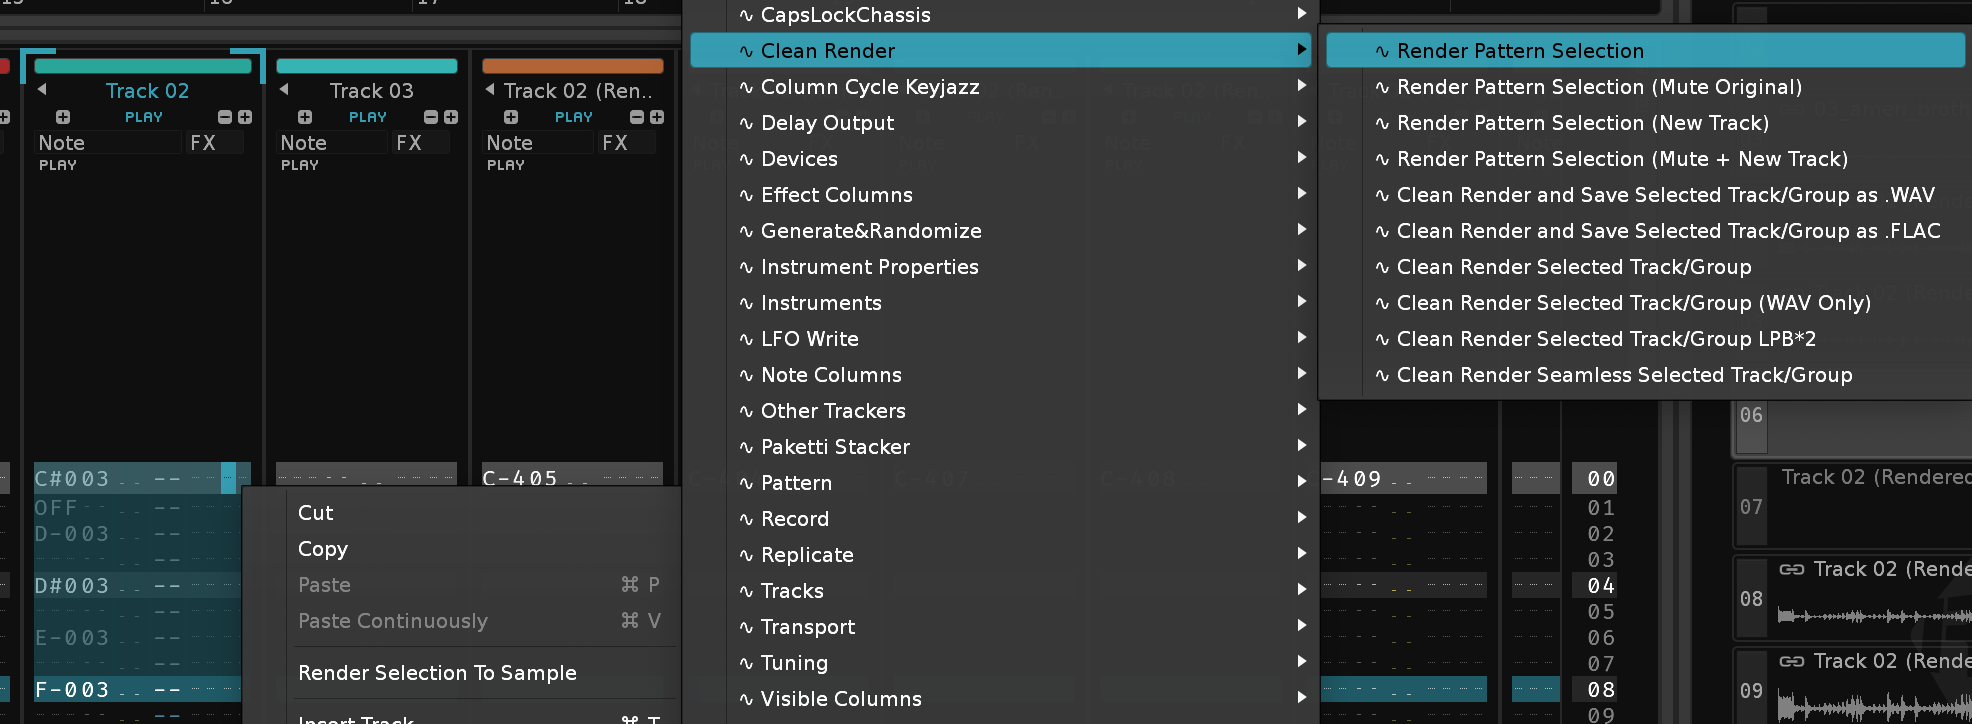 16
17
18
Track 02
Track 03
Track 02 (Ren..
PLAY
PLAY
PLAY
Note
FX
Note
FX
Note
FX
PLAY
PLAY
PLAY
C#003 .. --
OFF
D-003
D#003 .. --
E-003
F-003 .. --
C-405
-409
00
01
02
03
04
05
06
07
08
09
Cut
Copy
Paste ⌘ P
Paste Continuously ⌘ V
Render Selection To Sample
Insert Track ⌘ T
∿ CapsLockChassis
∿ Clean Render
∿ Column Cycle Keyjazz
∿ Delay Output
∿ Devices
∿ Effect Columns
∿ Generate&Randomize
∿ Instrument Properties
∿ Instruments
∿ LFO Write
∿ Note Columns
∿ Other Trackers
∿ Paketti Stacker
∿ Pattern
∿ Record
∿ Replicate
∿ Tracks
∿ Transport
∿ Tuning
∿ Visible Columns
∿ Render Pattern Selection
∿ Render Pattern Selection (Mute Original)
∿ Render Pattern Selection (New Track)
∿ Render Pattern Selection (Mute + New Track)
∿ Clean Render and Save Selected Track/Group as .WAV
∿ Clean Render and Save Selected Track/Group as .FLAC
∿ Clean Render Selected Track/Group
∿ Clean Render Selected Track/Group (WAV Only)
∿ Clean Render Selected Track/Group LPB*2
∿ Clean Render Seamless Selected Track/Group
06
07
Track 02 (Rendered
08
Track 02 (Rende
09
Track 02 (Rende